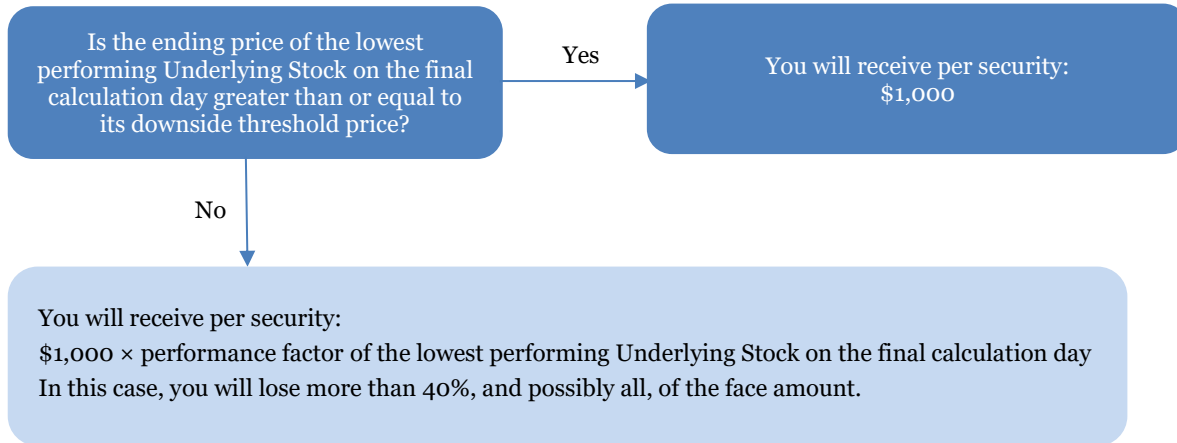 Is the ending price of the lowest
performing Underlying Stock on the final
calculation day greater than or equal to
its downside threshold price?
Yes
You will receive per security:
$1,000
No
You will receive per security:
$1,000 × performance factor of the lowest performing Underlying Stock on the final calculation day
In this case, you will lose more than 40%, and possibly all, of the face amount.